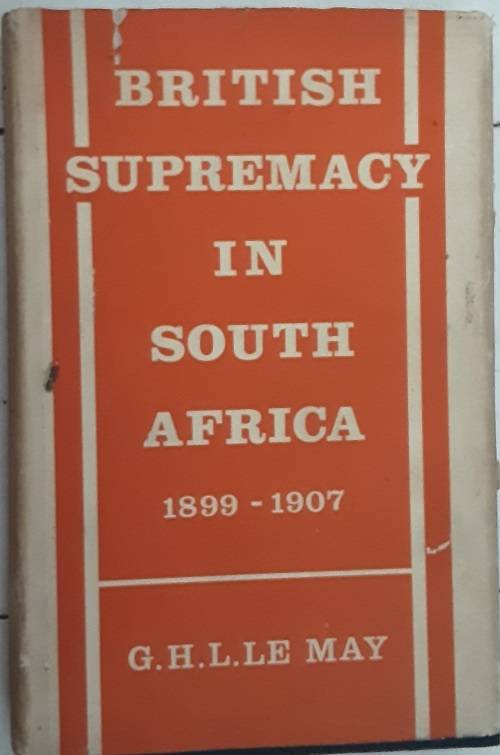 BRITISH
SUPREMACY
IN
SOUTH
AFRICA
1899 - 1907
G.H.L.LE MAY